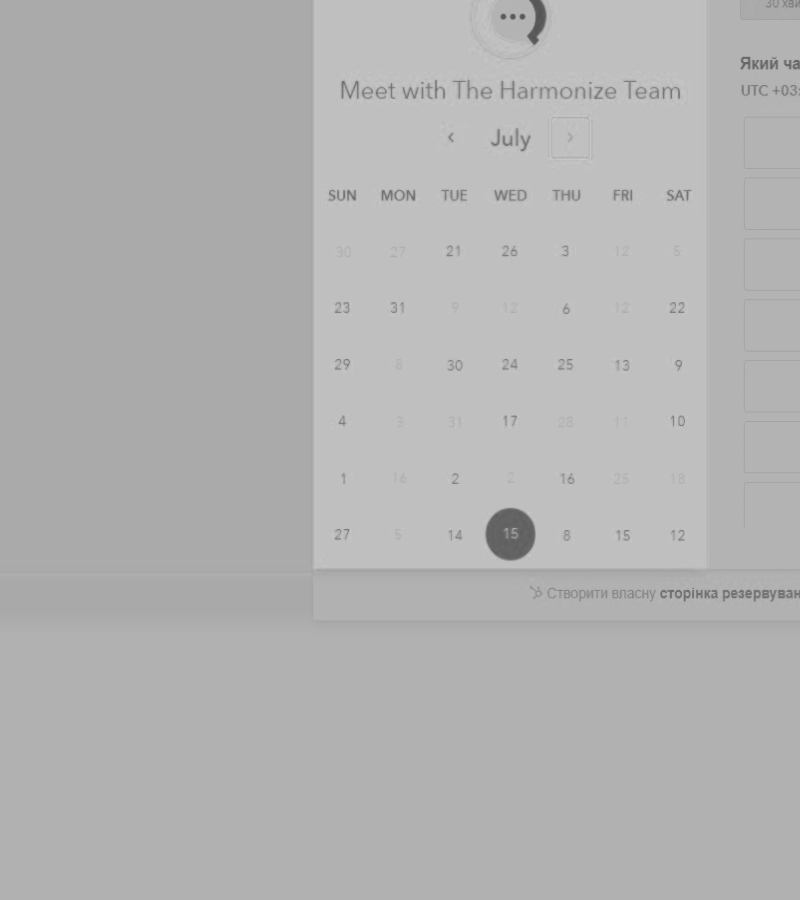 30 хви
Який ча
UTC +03:
Meet with The Harmonize Team
July
SUN MON TUE WED THU FRI SAT
30 27 21 26 3 12 5
23 31 9 12 6 12 22
29 8 30 24 25 13 9
4 3 31 17 28 11 10
1 16 2 2 16 25 18
27 5 14 15 8 15 12
Створити власну сторінка резервуван